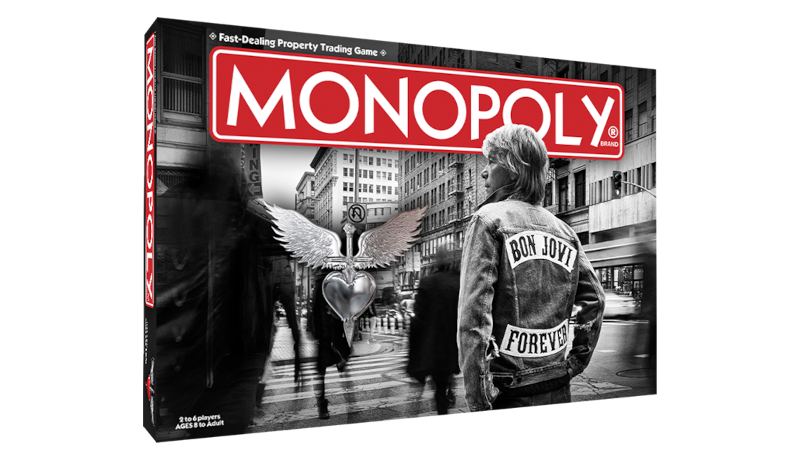 Fast-Dealing Property Trading Game
MONOPOLY®
BRAND
MONOPOLY
BON JOVI
FOREVER
2 to 6 players
AGES 8 to Adult